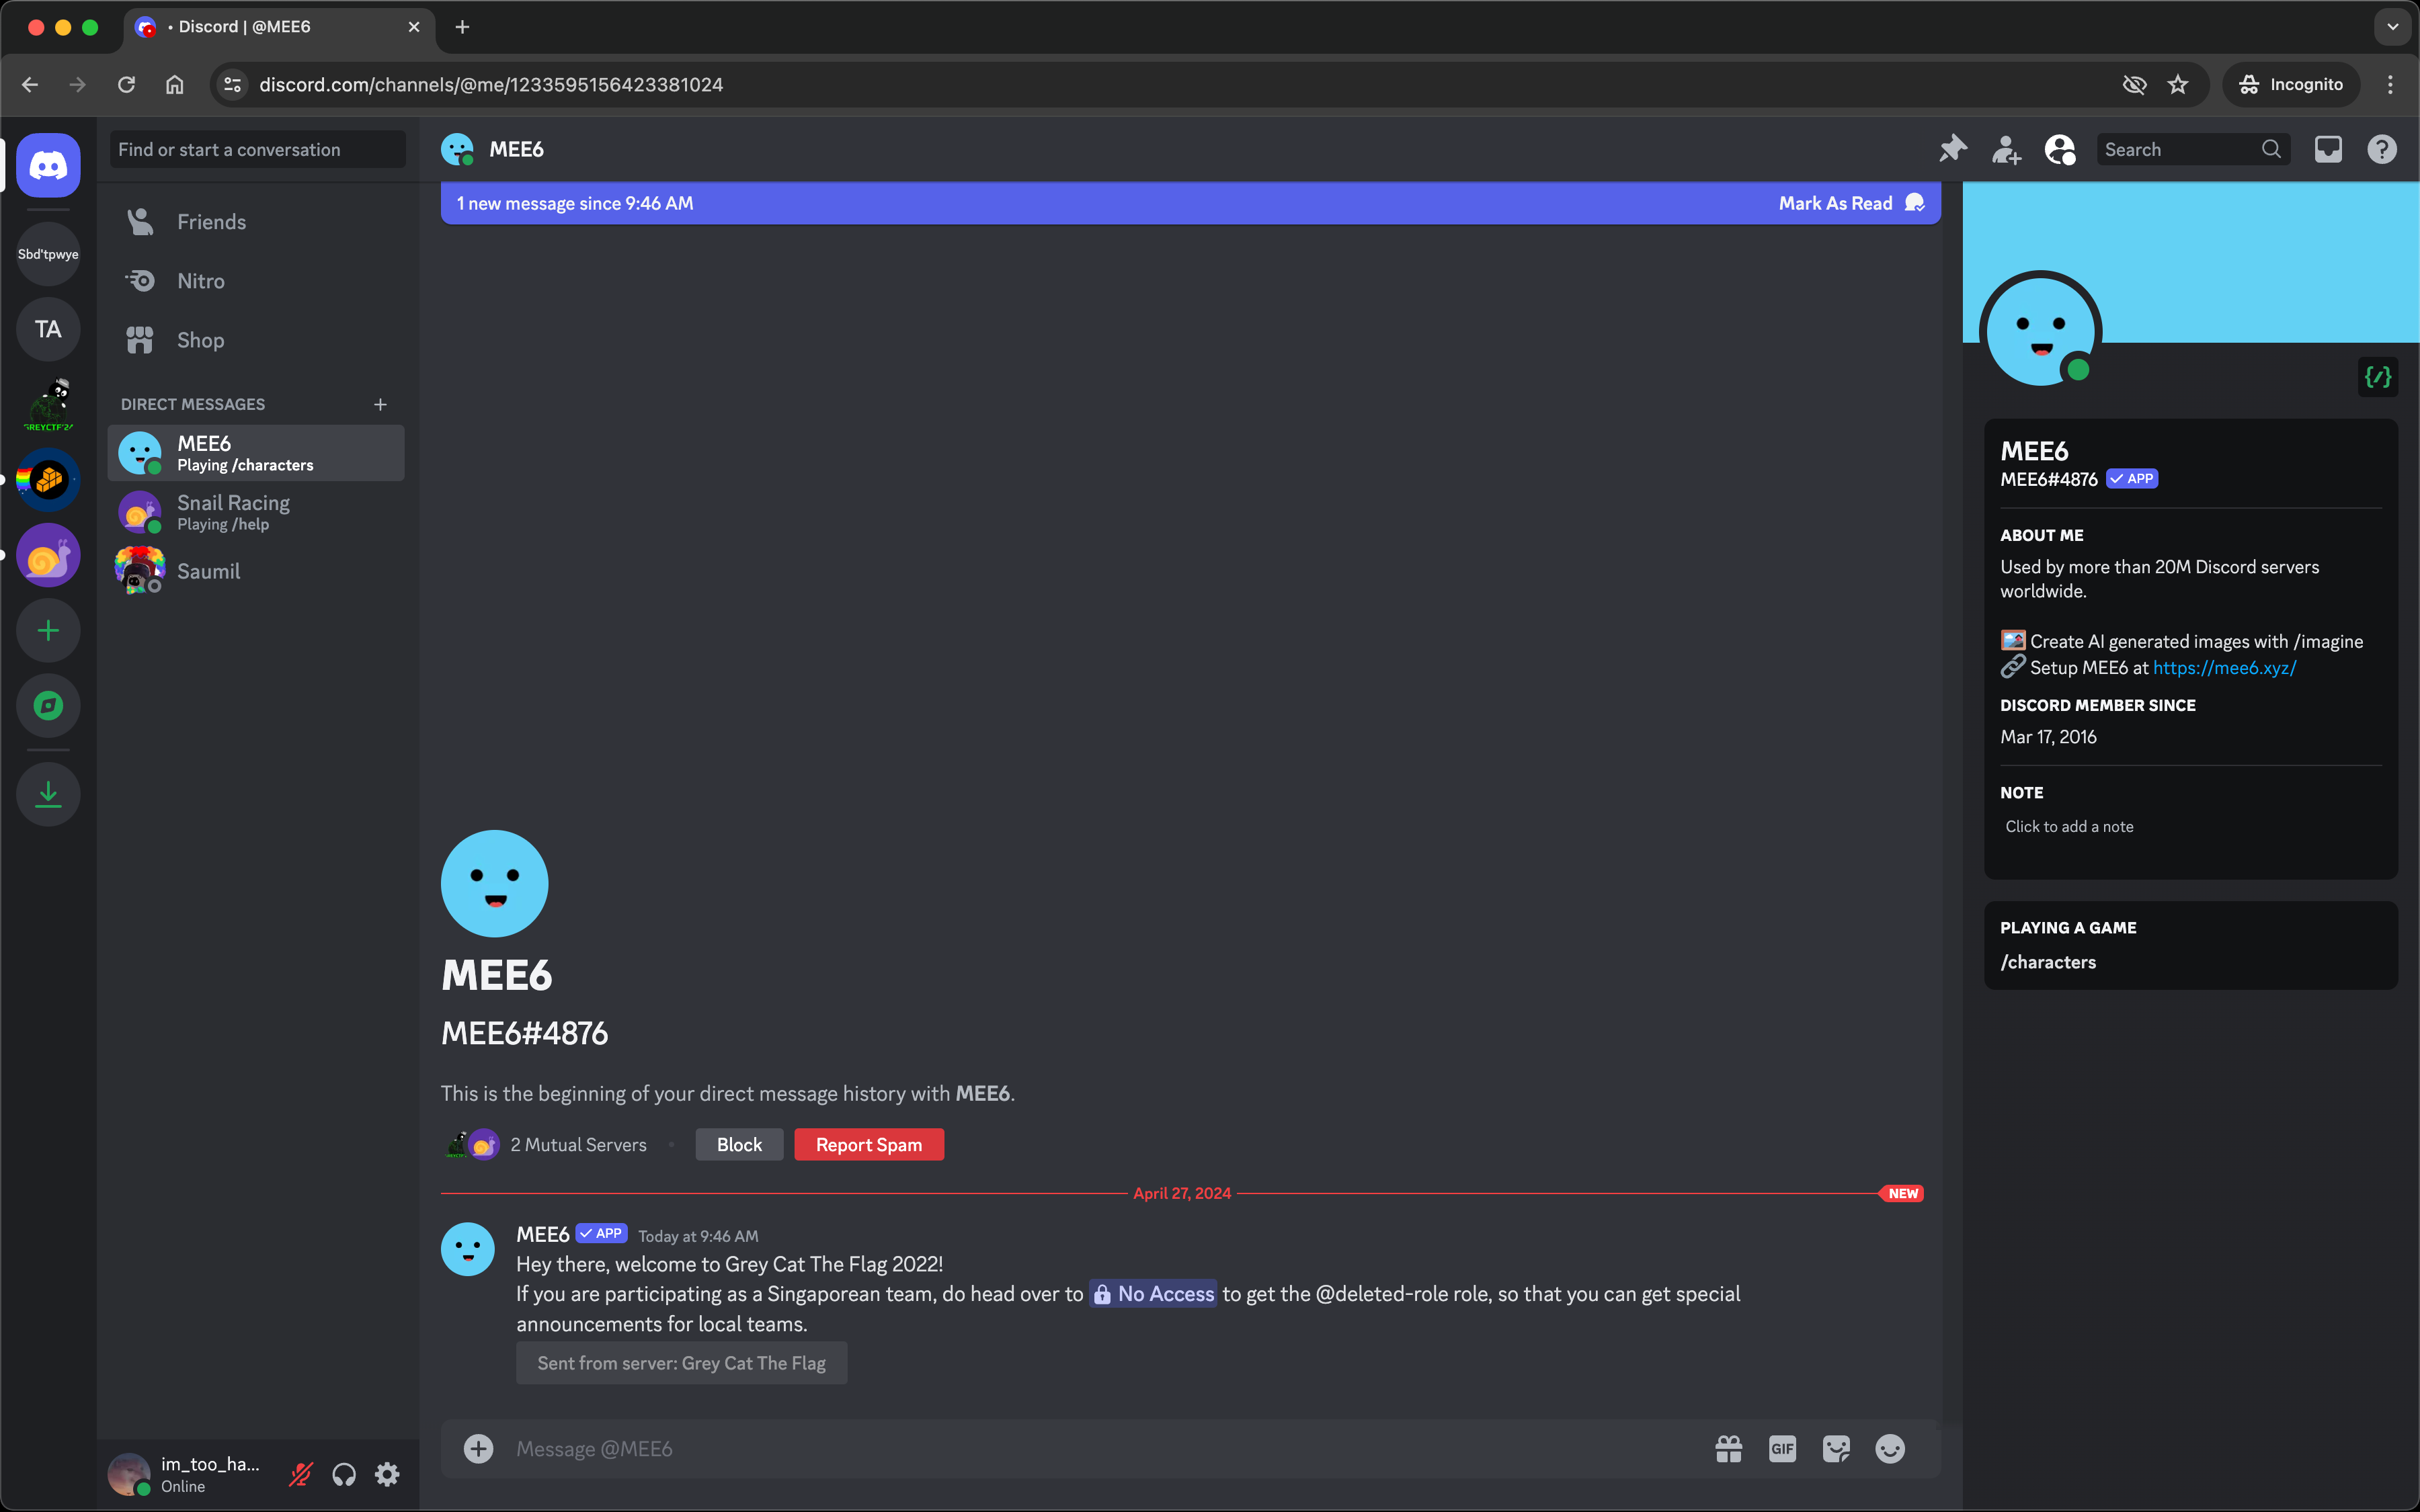 • Discord | @MEE6
discord.com/channels/@me/1233595156423381024
Incognito
Find or start a conversation
MEE6
Search
1 new message since 9:46 AM
Mark As Read
Sbd'tpwye
TA
GREYCTF'24
Friends
Nitro
Shop
DIRECT MESSAGES
MEE6
Playing /characters
Snail Racing
Playing /help
Saumil
MEE6
MEE6#4876
This is the beginning of your direct message history with MEE6.
2 Mutual Servers
Block
Report Spam
April 27, 2024
NEW
MEE6 APP Today at 9:46 AM
Hey there, welcome to Grey Cat The Flag 2022!
If you are participating as a Singaporean team, do head over to No Access to get the @deleted-role role, so that you can get special
announcements for local teams.
Sent from server: Grey Cat The Flag
Message @MEE6
GIF
im_too_ha...
Online
MEE6
MEE6#4876 APP
ABOUT ME
Used by more than 20M Discord servers
worldwide.
Create AI generated images with /imagine
Setup MEE6 at https://mee6.xyz/
DISCORD MEMBER SINCE
Mar 17, 2016
NOTE
Click to add a note
PLAYING A GAME
/characters